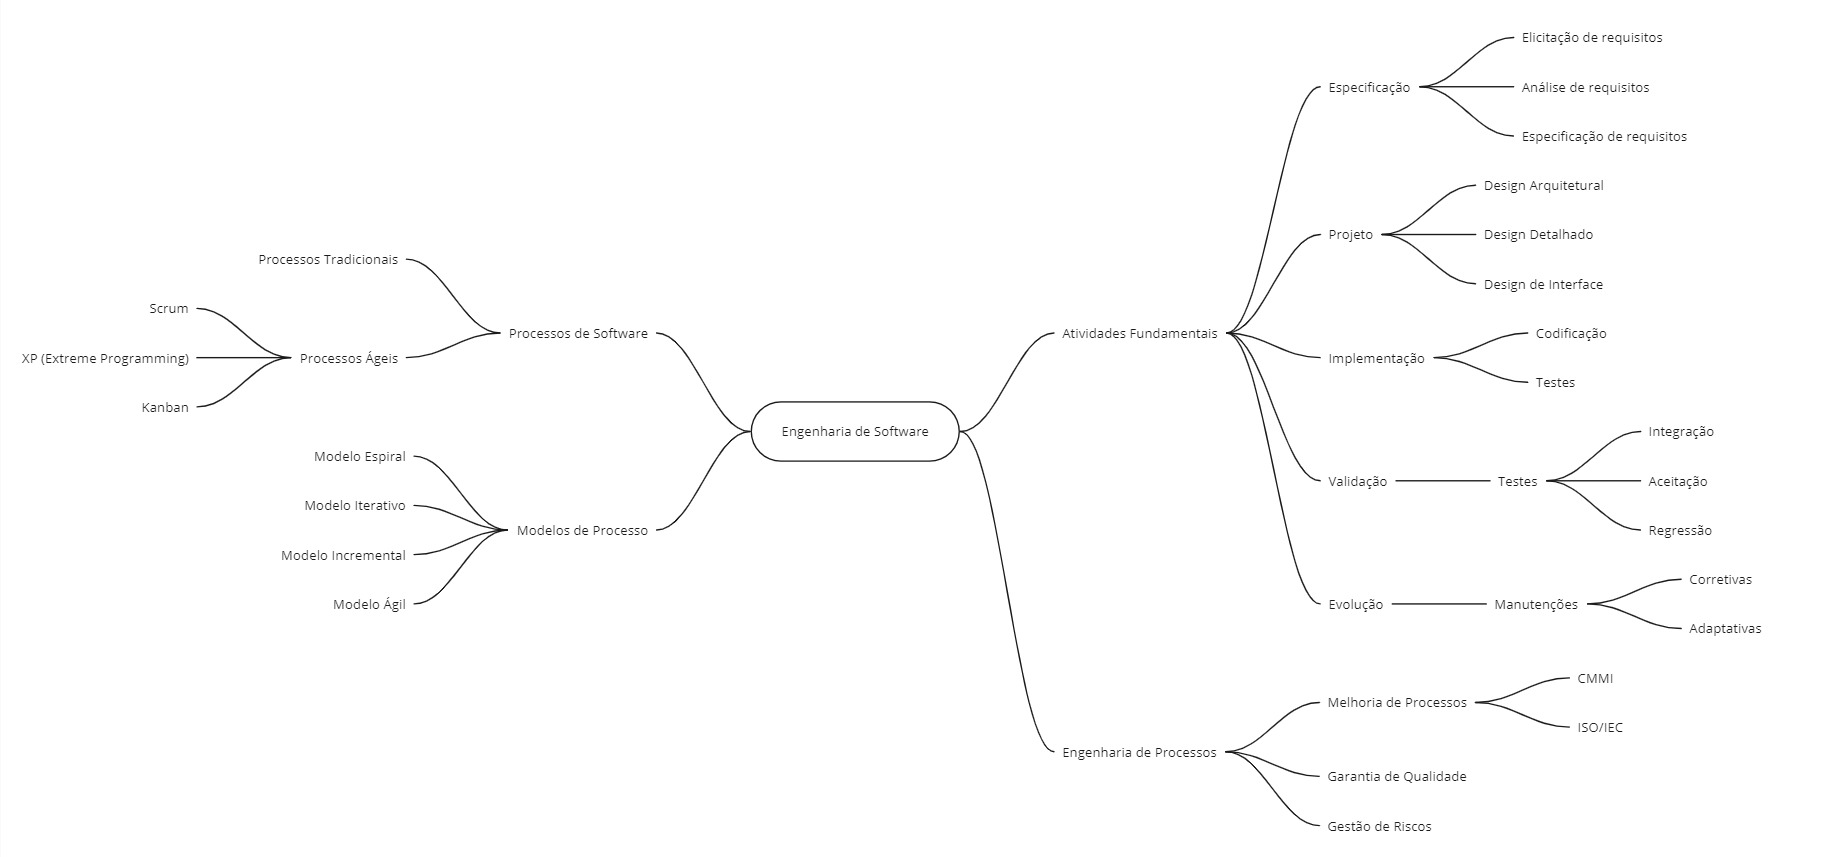 Engenharia de Software
Processos de Software
Processos Tradicionais
Processos Ágeis
Scrum
XP (Extreme Programming)
Kanban
Modelos de Processo
Modelo Espiral
Modelo Iterativo
Modelo Incremental
Modelo Ágil
Atividades Fundamentais
Especificação
Elicitação de requisitos
Análise de requisitos
Especificação de requisitos
Projeto
Design Arquitetural
Design Detalhado
Design de Interface
Implementação
Codificação
Testes
Validação
Testes
Integração
Aceitação
Regressão
Evolução
Manutenções
Corretivas
Adaptativas
Engenharia de Processos
Melhoria de Processos
CMMI
ISO/IEC
Garantia de Qualidade
Gestão de Riscos